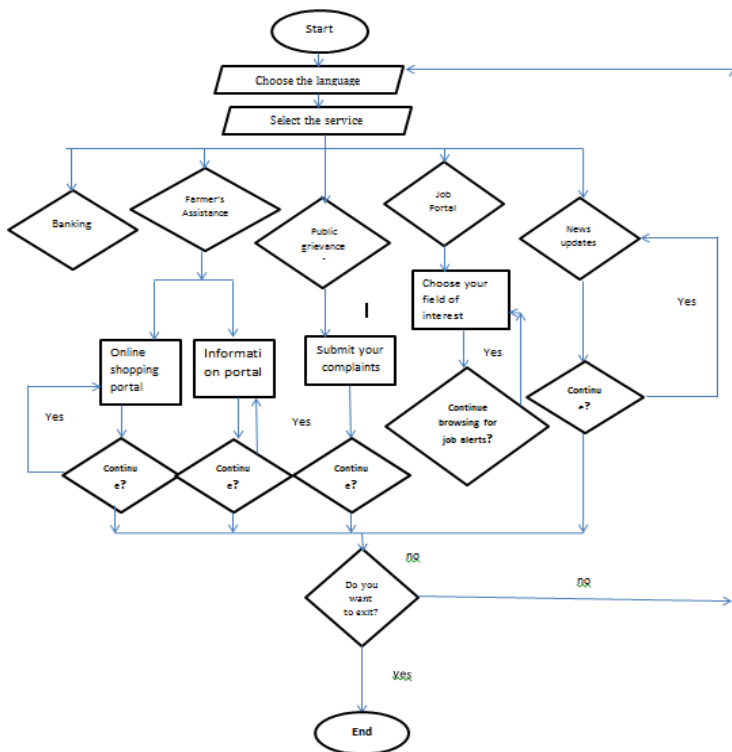 Start
Choose the language
Select the service
Banking
Farmer's
Assistance
Public
grievance
-
Job
Portal
News
updates
Choose your
field of
interest
Yes
Online
shopping
portal
Informati
on portal
Submit your
complaints
Yes
Continu
e?
Yes
Continue
browsing for
job alerts?
Yes
Continu
e?
Continu
e?
Continu
e?
no
no
Do you
want
to exit?
yes
End